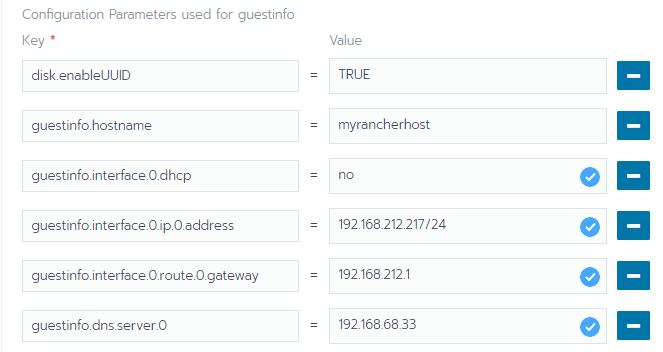 Configuration Parameters used for guestinfo
Key * Value
disk.enableUUID = TRUE
guestinfo.hostname = myrancherhost
guestinfo.interface.0.dhcp = no
guestinfo.interface.0.ip.0.address = 192.168.212.217/24
guestinfo.interface.0.route.0.gateway = 192.168.212.1
guestinfo.dns.server.0 = 192.168.68.33